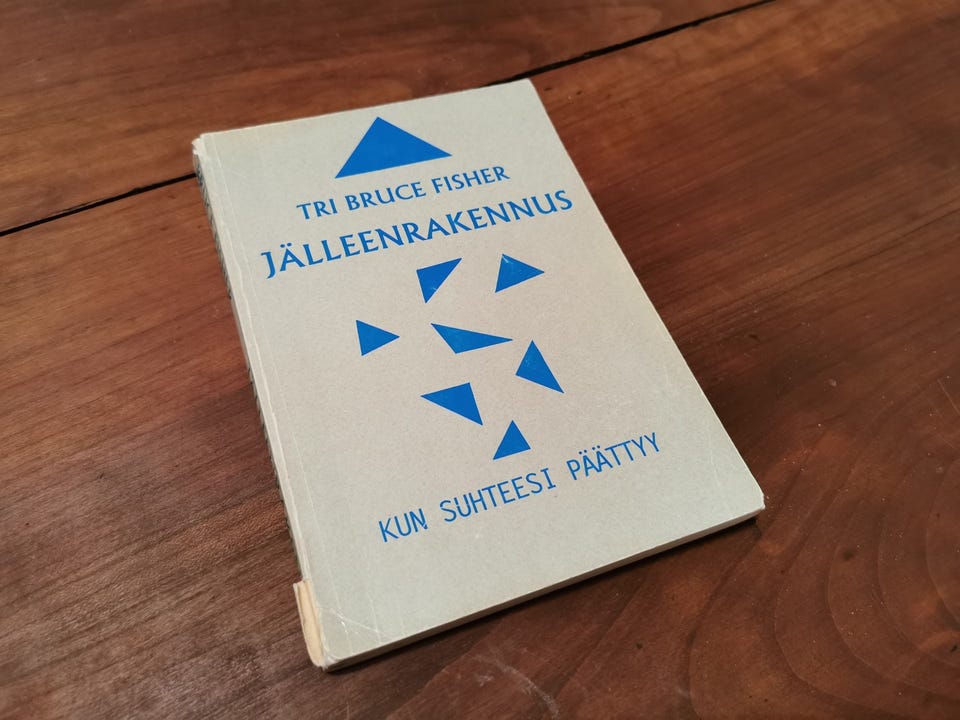 TRI BRUCE FISHER
JÄLLEENRAKENNUS
KUN SUHTEESI PÄÄTTYY